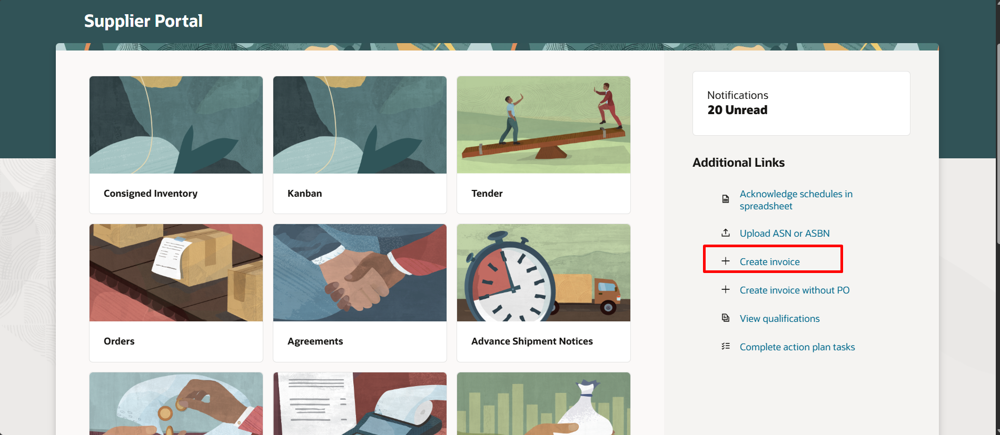 Supplier Portal
Consigned Inventory
Kanban
Tender
Orders
Agreements
Advance Shipment Notices
Notifications
20 Unread
Additional Links
Acknowledge schedules in
spreadsheet
Upload ASN or ASBN
Create invoice
Create invoice without PO
View qualifications
Complete action plan tasks